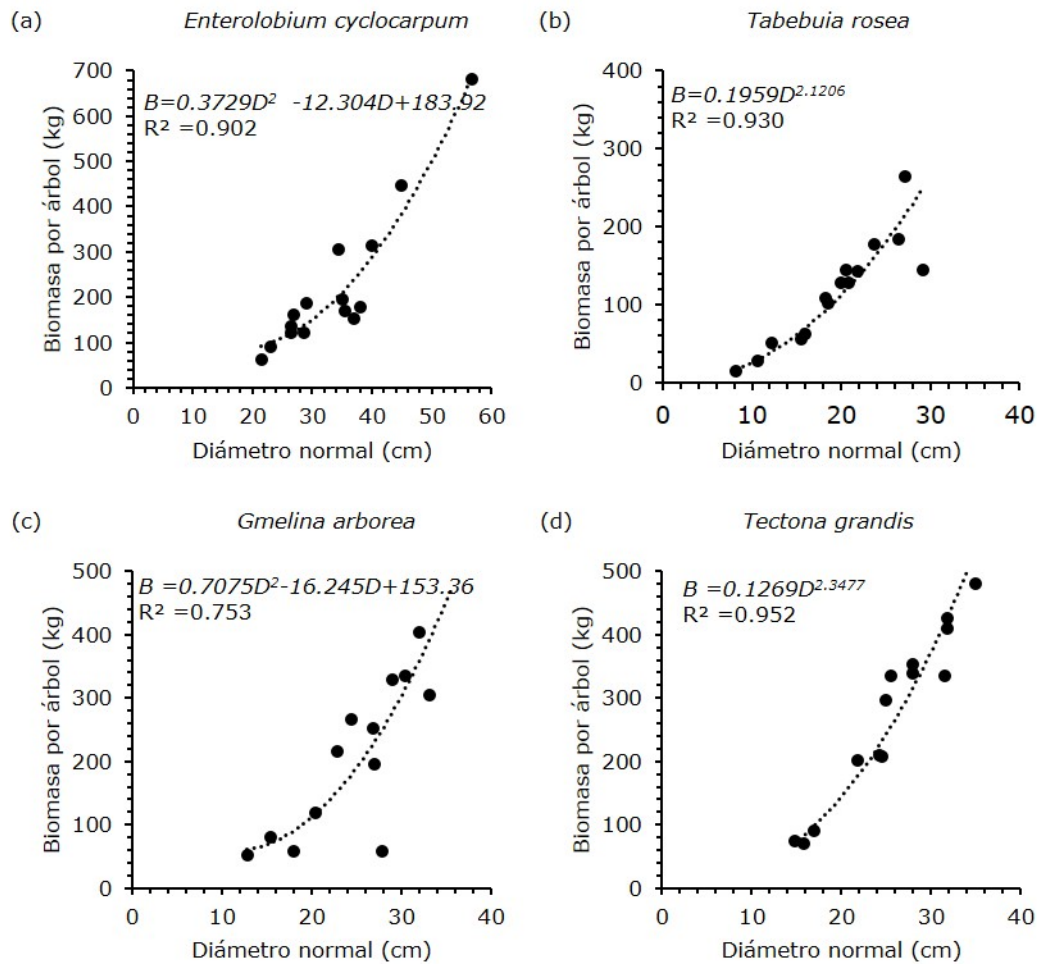 (a) Enterolobium cyclocarpum
B=0.3729D² -12.304D+183.92
R² =0.902
Biomasa por árbol (kg)
700
600
500
400
300
200
100
0
0 10 20 30 40 50 60
Diámetro normal (cm)
(b) Tabebuia rosea
B=0.1959D^2.1206
R² =0.930
Biomasa por árbol (kg)
400
300
200
100
0
0 10 20 30 40
Diámetro normal (cm)
(c) Gmelina arborea
B =0.7075D²-16.245D+153.36
R² =0.753
Biomasa por árbol (kg)
500
400
300
200
100
0
0 10 20 30 40
Diámetro normal (cm)
(d) Tectona grandis
B =0.1269D^2.3477
R² =0.952
Biomasa por árbol (kg)
500
400
300
200
100
0
0 10 20 30 40
Diámetro normal (cm)